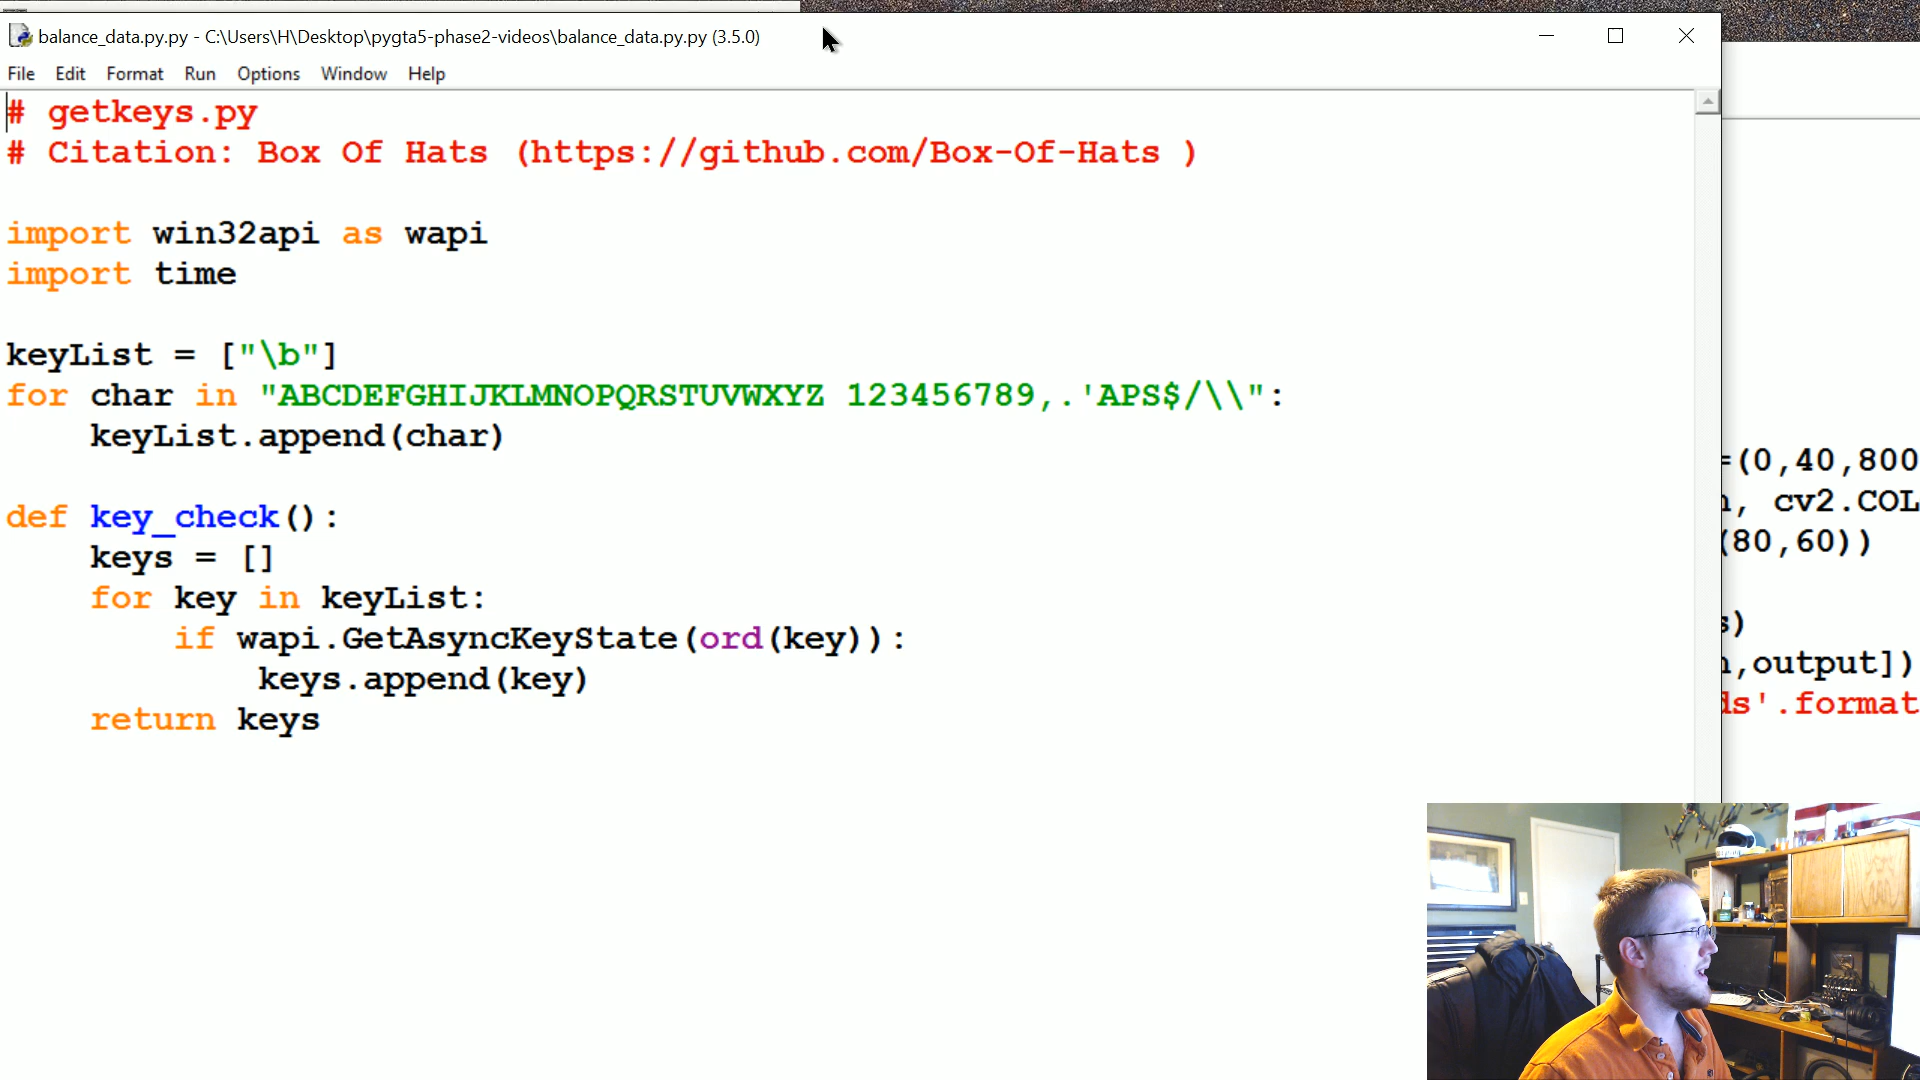 balance_data.py.py - C:\Users\H\Desktop\pygta5-phase2-videos\balance_data.py.py (3.5.0)
File Edit Format Run Options Window Help
# getkeys.py
# Citation: Box Of Hats (https://github.com/Box-Of-Hats )
import win32api as wapi
import time
keyList = ["\b"]
for char in "ABCDEFGHIJKLMNOPQRSTUVWXYZ 123456789,.'APS$/\\":
    keyList.append(char)
def key_check():
    keys = []
    for key in keyList:
        if wapi.GetAsyncKeyState(ord(key)):
            keys.append(key)
    return keys
=(0,40,800
, cv2.COL
(80,60))
s)
,output])
ds'.format